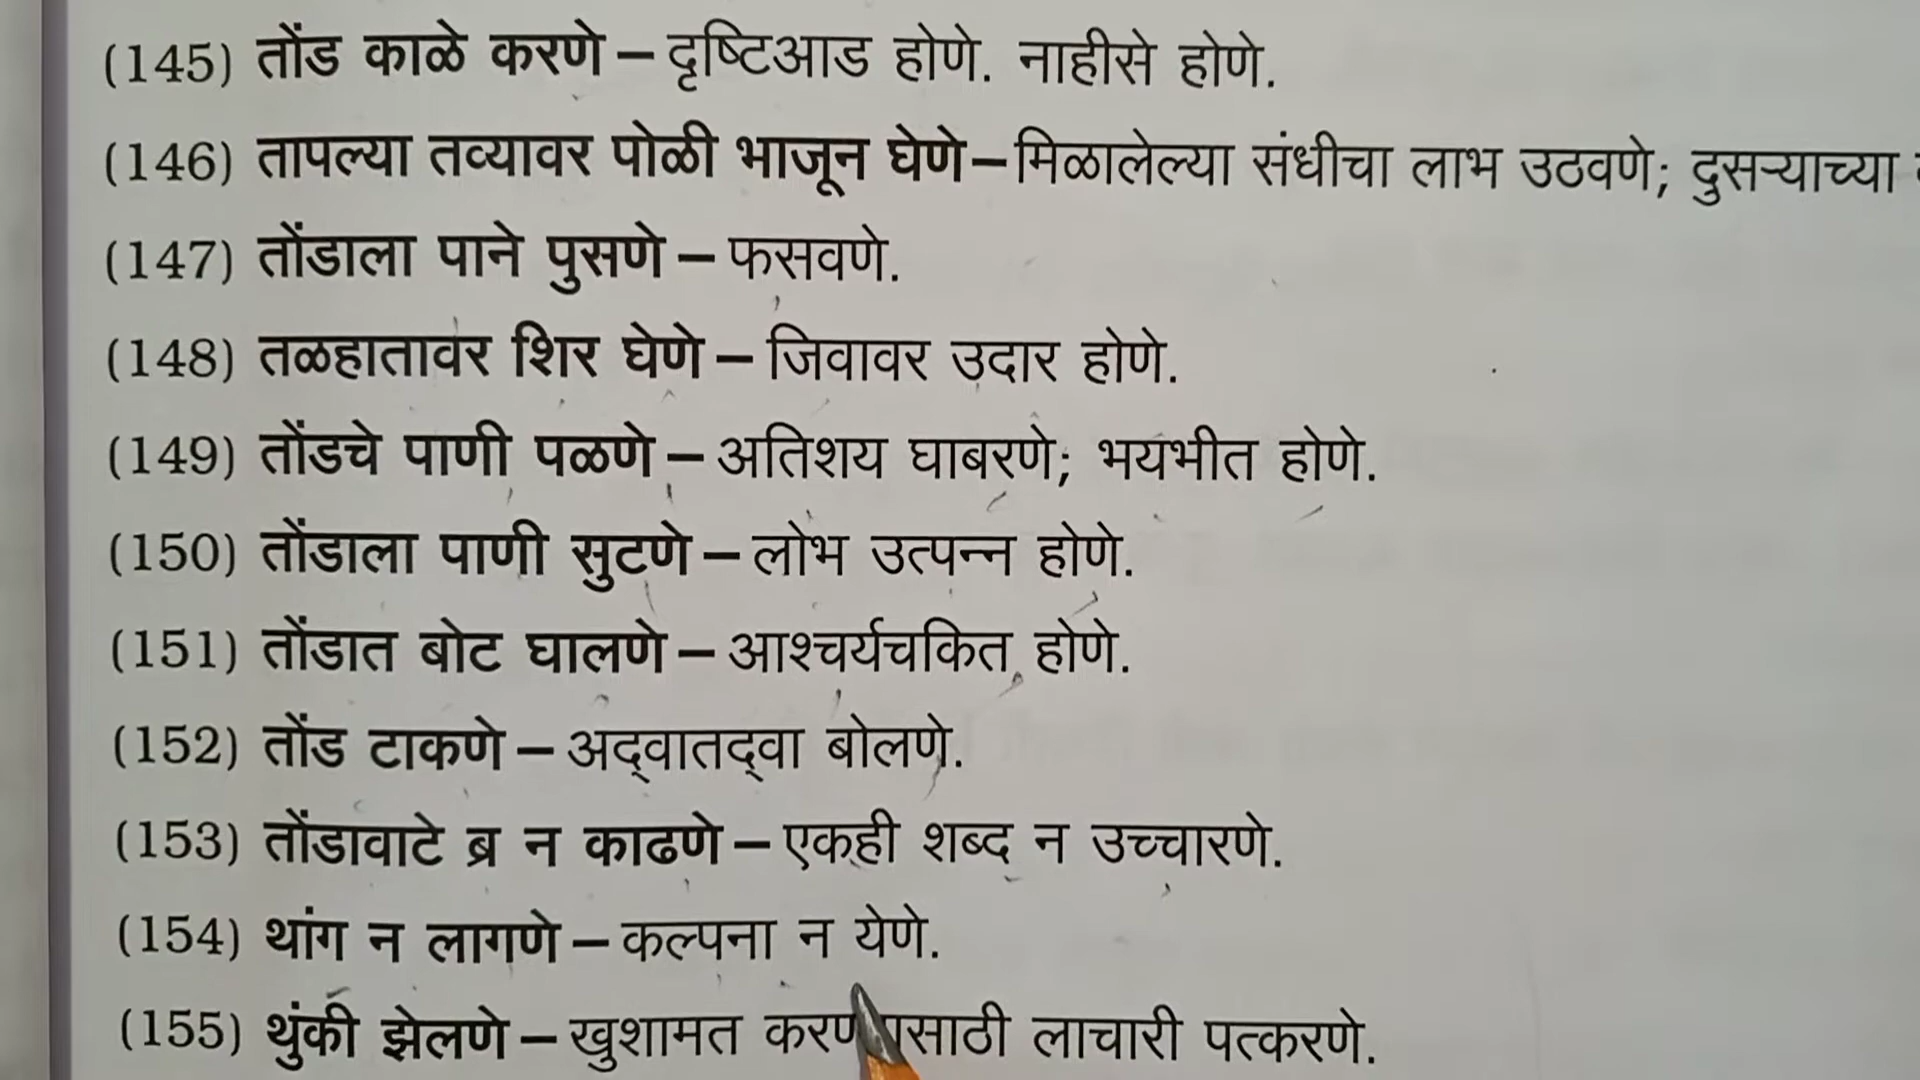 (145) तोंड काळे करणे – दृष्टिआड होणे. नाहीसे होणे.
(146) तापल्या तव्यावर पोळी भाजून घेणे – मिळालेल्या संधीचा लाभ उठवणे; दुसऱ्याच्या
(147) तोंडाला पाने पुसणे – फसवणे.
(148) तळहातावर शिर घेणे – जिवावर उदार होणे.
(149) तोंडचे पाणी पळणे – अतिशय घाबरणे; भयभीत होणे.
(150) तोंडाला पाणी सुटणे – लोभ उत्पन्न होणे.
(151) तोंडात बोट घालणे – आश्चर्यचकित होणे.
(152) तोंड टाकणे – अद्‌वातद्‌वा बोलणे.
(153) तोंडावाटे ब्र न काढणे – एकही शब्द न उच्चारणे.
(154) थांग न लागणे – कल्पना न येणे.
(155) थुंकी झेलणे – खुशामत करण्यासाठी लाचारी पत्करणे.